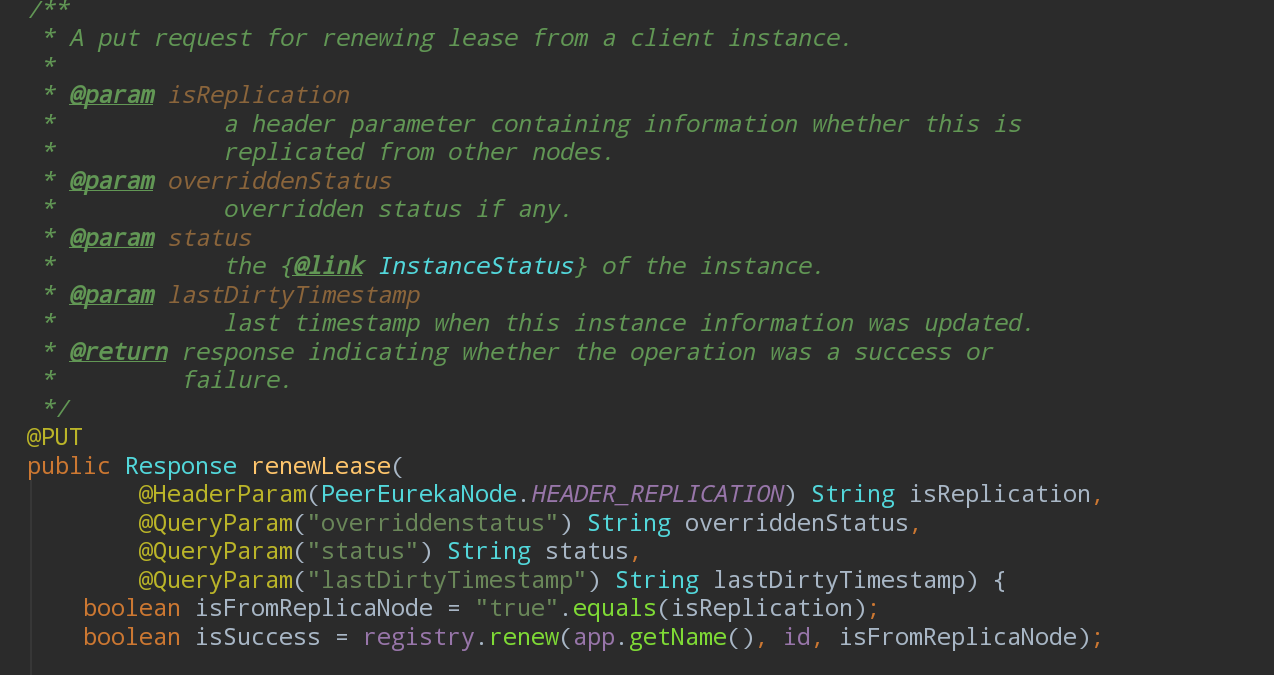 /**
 * A put request for renewing lease from a client instance.
 *
 * @param isReplication
 *            a header parameter containing information whether this is
 *            replicated from other nodes.
 * @param overriddenStatus
 *            overridden status if any.
 * @param status
 *            the {@link InstanceStatus} of the instance.
 * @param lastDirtyTimestamp
 *            last timestamp when this instance information was updated.
 * @return response indicating whether the operation was a success or
 *         failure.
 */
@PUT
public Response renewLease(
        @HeaderParam(PeerEurekaNode.HEADER_REPLICATION) String isReplication,
        @QueryParam("overriddenstatus") String overriddenStatus,
        @QueryParam("status") String status,
        @QueryParam("lastDirtyTimestamp") String lastDirtyTimestamp) {
    boolean isFromReplicaNode = "true".equals(isReplication);
    boolean isSuccess = registry.renew(app.getName(), id, isFromReplicaNode);